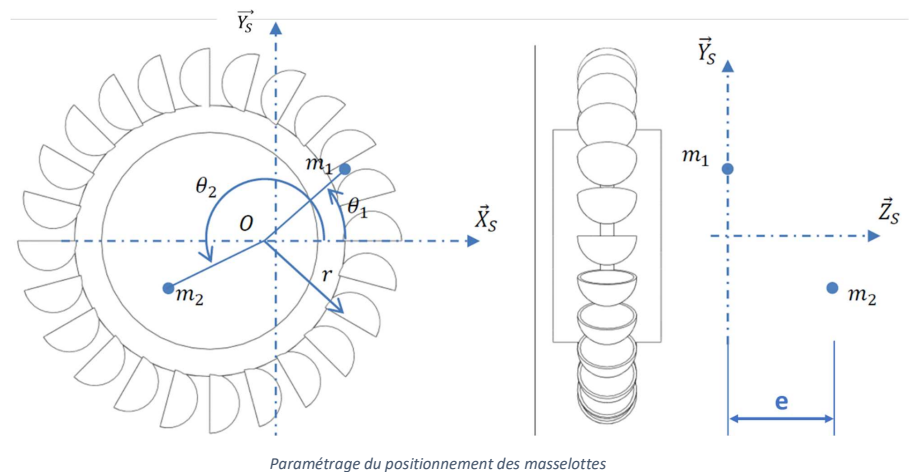 Y_S
m_1
θ_2
θ_1
O
X_S
r
m_2
Y_S
m_1
Z_S
m_2
e
Paramétrage du positionnement des masselottes